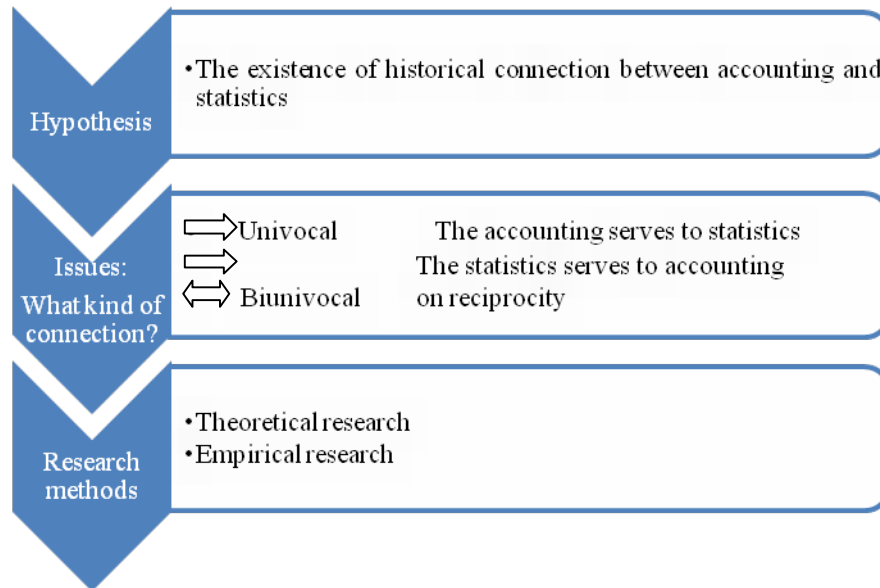 Hypothesis
•The existence of historical connection between accounting and
statistics
Issues:
What kind of
connection?
Univocal The accounting serves to statistics
The statistics serves to accounting
Biunivocal on reciprocity
Research
methods
•Theoretical research
•Empirical research